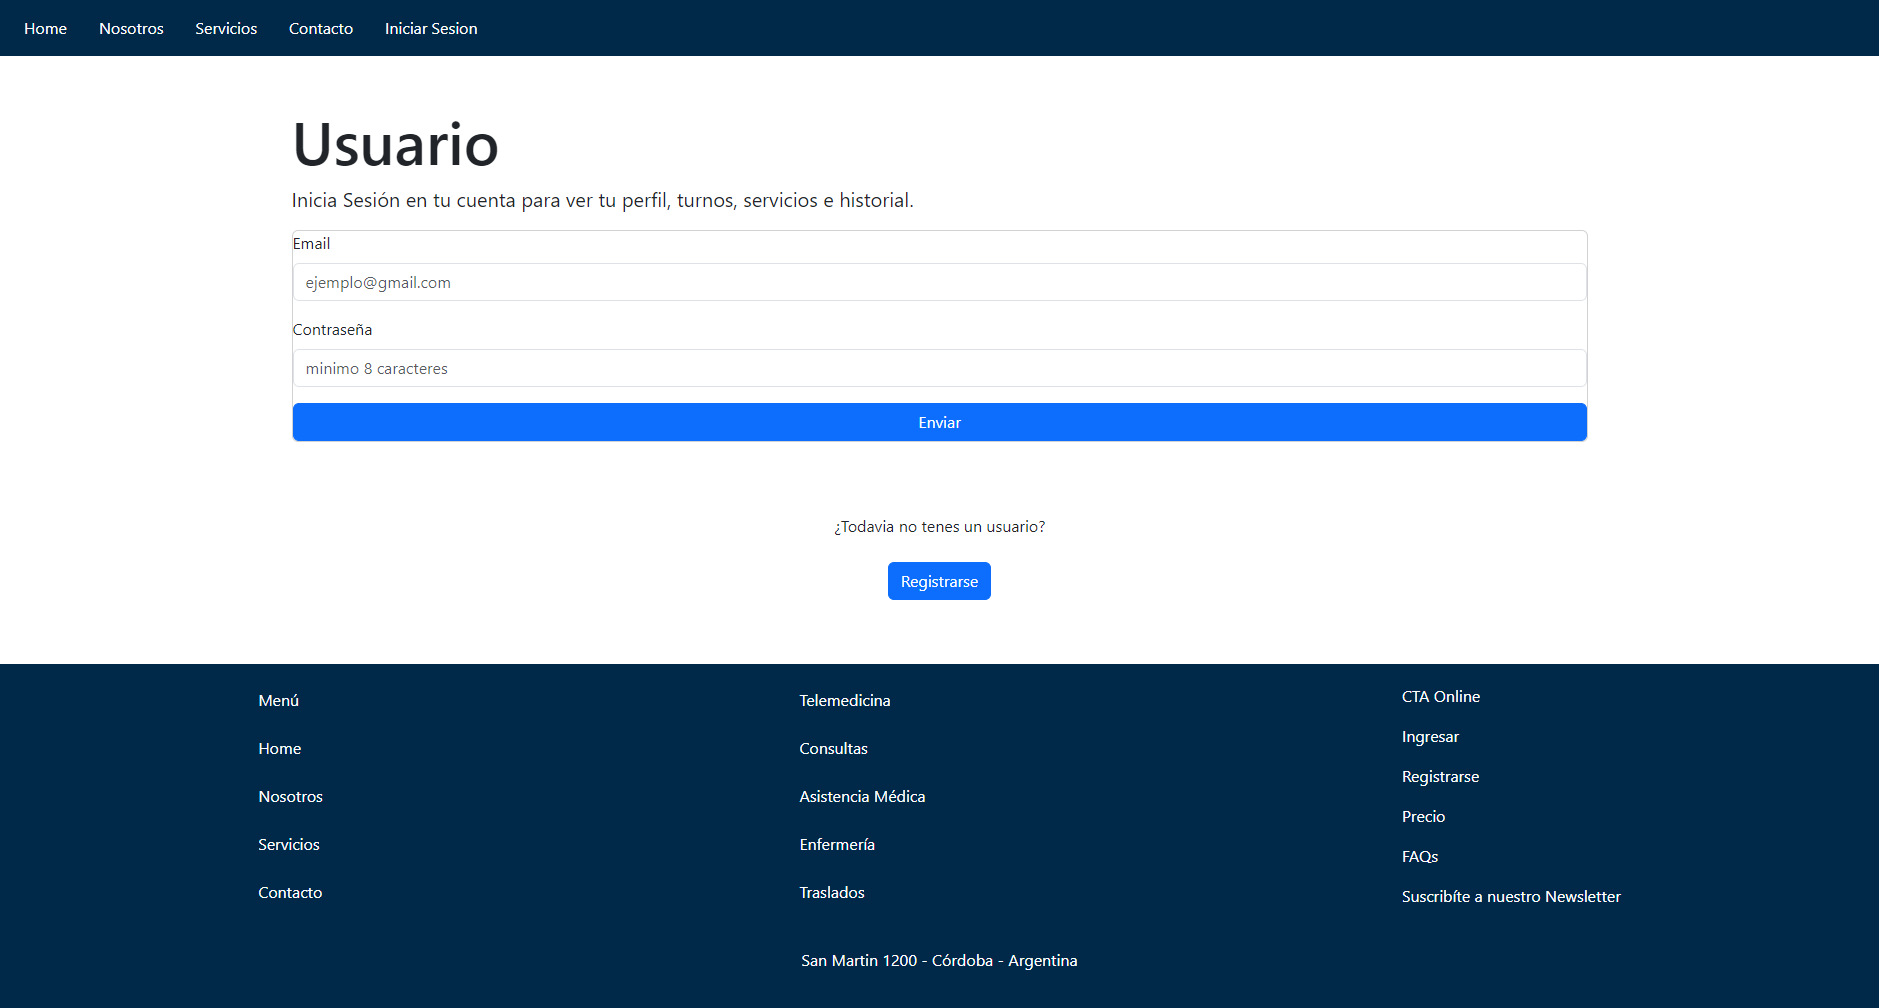 Home Nosotros Servicios Contacto Iniciar Sesion
Usuario
Inicia Sesión en tu cuenta para ver tu perfil, turnos, servicios e historial.
Email
ejemplo@gmail.com
Contraseña
minimo 8 caracteres
Enviar
¿Todavia no tenes un usuario?
Registrarse
Menú
Home
Nosotros
Servicios
Contacto
Telemedicina
Consultas
Asistencia Médica
Enfermería
Traslados
CTA Online
Ingresar
Registrarse
Precio
FAQs
Suscribíte a nuestro Newsletter
San Martin 1200 - Córdoba - Argentina